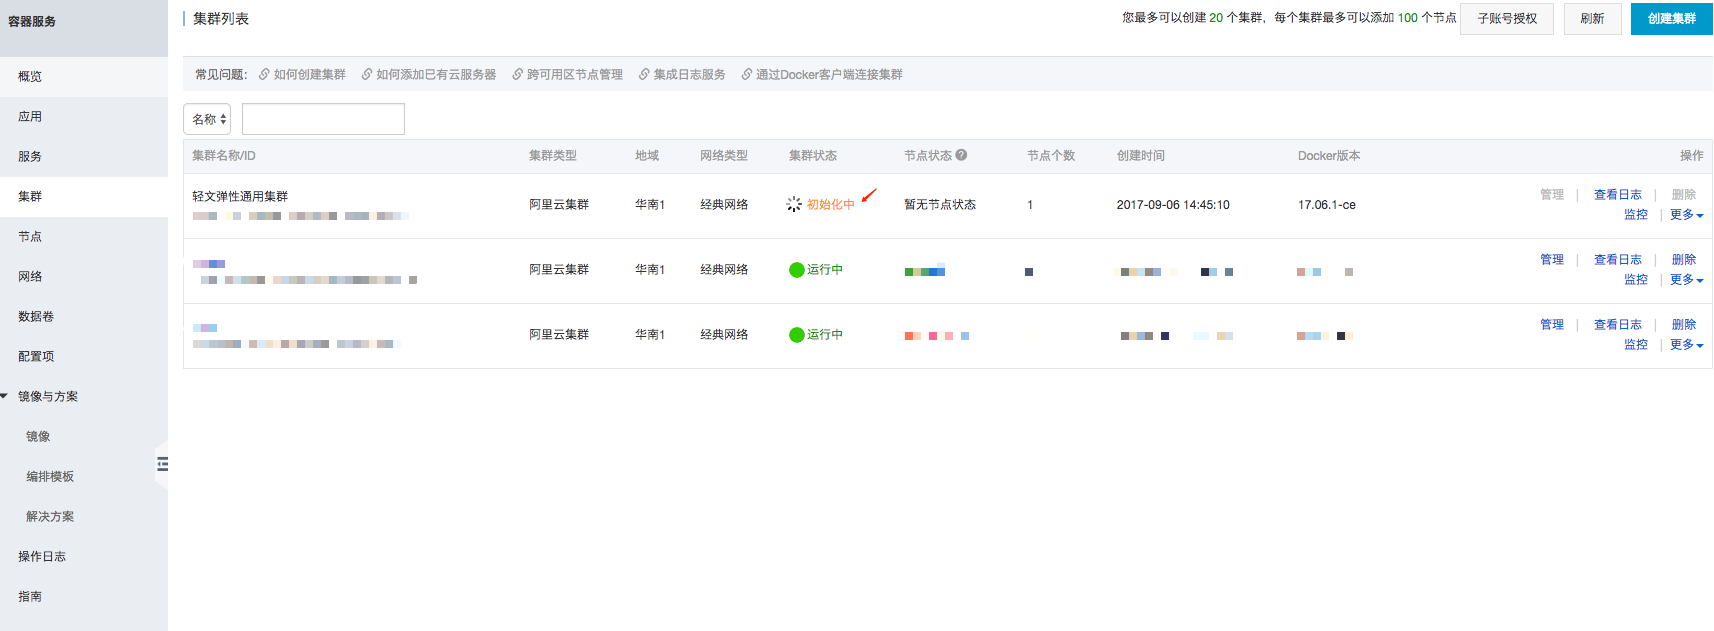 容器服务
概览
应用
服务
集群
节点
网络
数据卷
配置项
镜像与方案
镜像
编排模板
解决方案
操作日志
指南
集群列表
您最多可以创建 20 个集群，每个集群最多可以添加 100 个节点 子账号授权 刷新 创建集群
常见问题： 如何创建集群 如何添加已有云服务器 跨可用区节点管理 集成日志服务 通过Docker客户端连接集群
名称
集群名称/ID 集群类型 地域 网络类型 集群状态 节点状态 节点个数 创建时间 Docker版本 操作
轻文弹性通用集群 阿里云集群 华南1 经典网络 初始化中 暂无节点状态 1 2017-09-06 14:45:10 17.06.1-ce 管理 | 查看日志 | 删除
监控 | 更多
阿里云集群 华南1 经典网络 运行中 管理 | 查看日志 | 删除
监控 | 更多
阿里云集群 华南1 经典网络 运行中 管理 | 查看日志 | 删除
监控 | 更多